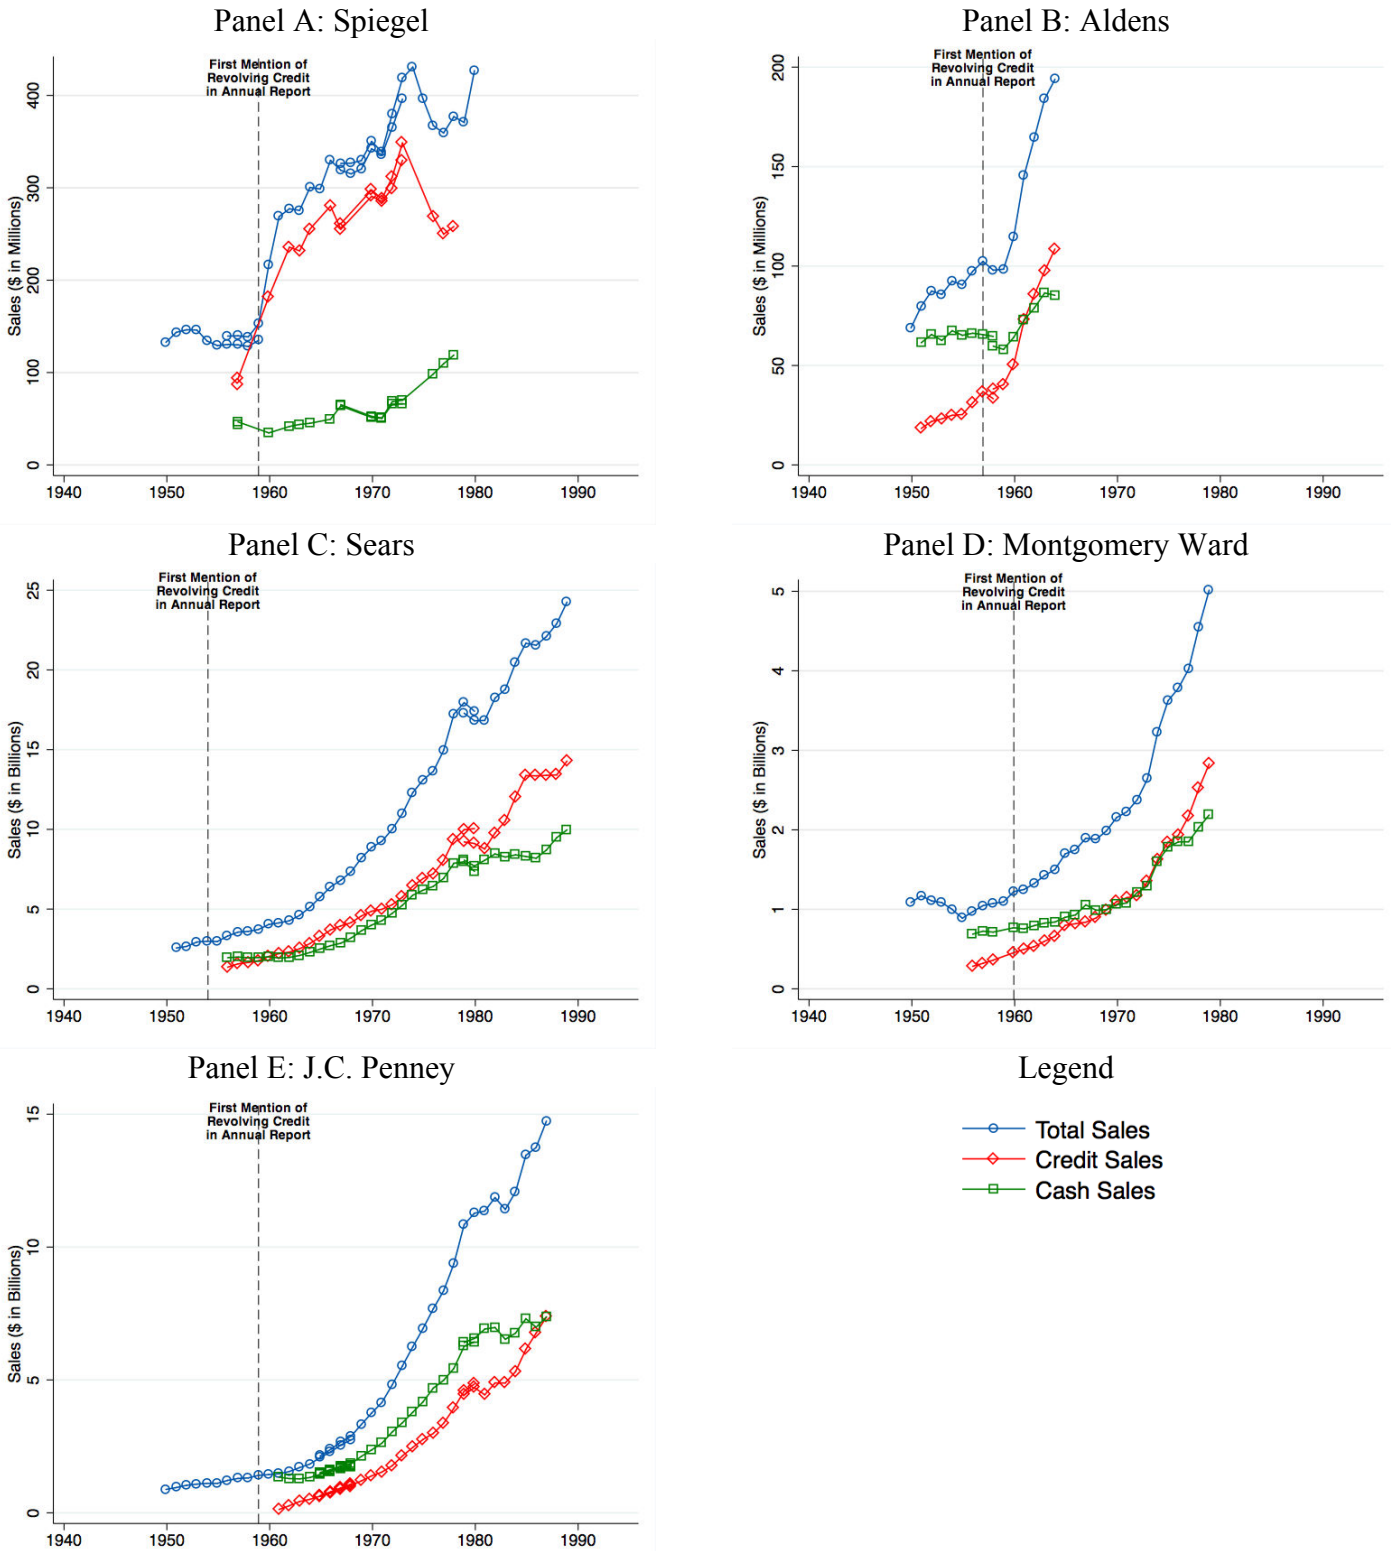 Panel A: Spiegel
First Mention of
Revolving Credit
in Annual Report
Sales ($ in Millions)
400
300
200
100
0
1940 1950 1960 1970 1980 1990
Panel B: Aldens
First Mention of
Revolving Credit
in Annual Report
Sales ($ in Millions)
200
150
100
50
0
1940 1950 1960 1970 1980 1990
Panel C: Sears
First Mention of
Revolving Credit
in Annual Report
Sales ($ in Billions)
25
20
15
10
5
0
1940 1950 1960 1970 1980 1990
Panel D: Montgomery Ward
First Mention of
Revolving Credit
in Annual Report
Sales ($ in Billions)
5
4
3
2
1
0
1940 1950 1960 1970 1980 1990
Panel E: J.C. Penney
First Mention of
Revolving Credit
in Annual Report
Sales ($ in Billions)
15
10
5
0
1940 1950 1960 1970 1980 1990
Legend
Total Sales
Credit Sales
Cash Sales